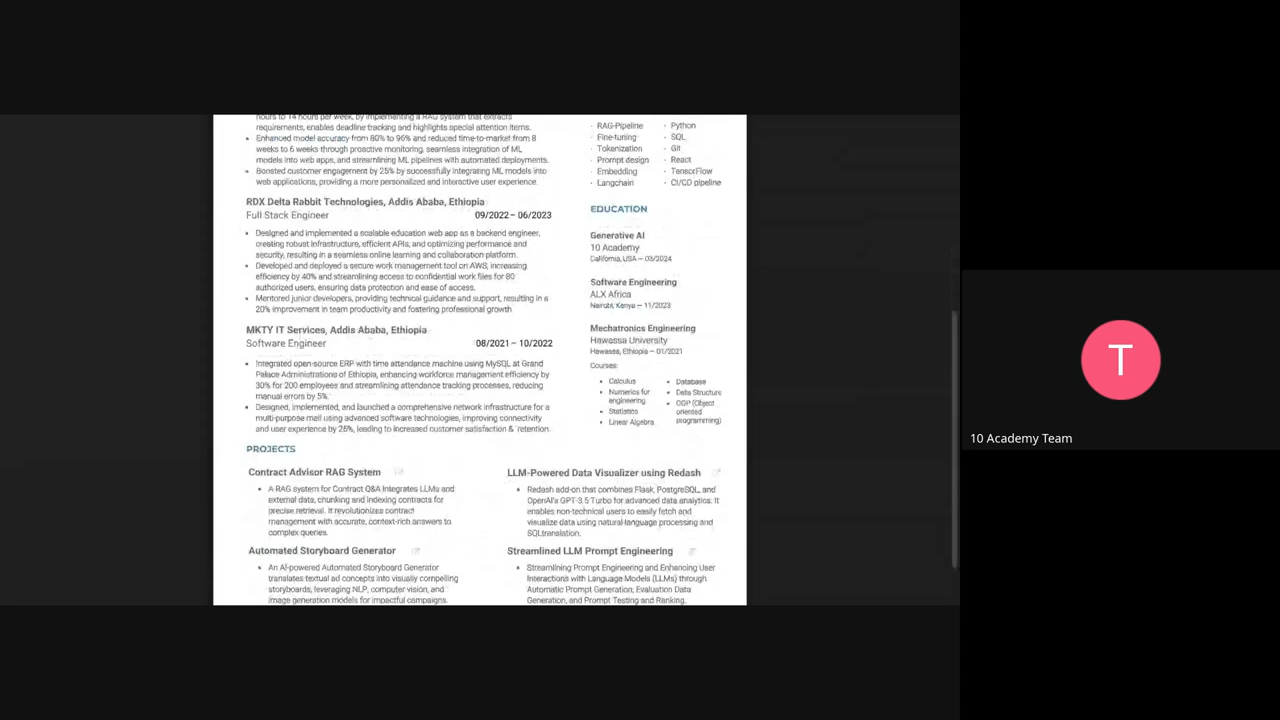 hours to 14 hours per week, by implementing a RAG system that extracts
requirements, enables deadline tracking and highlights special attention items.
• Enhanced model accuracy from 80% to 96% and reduced time-to-market from 8
weeks to 6 weeks through proactive monitoring, seamless integration of ML
models into web apps, and streamlining ML pipelines with automated deployments.
• Boosted customer engagement by 25% by successfully integrating ML models into
web applications, providing a more personalized and interactive user experience.
RDX Delta Rabbit Technologies, Addis Ababa, Ethiopia
Full Stack Engineer 09/2022 – 06/2023
• Designed and implemented a scalable education web app as a backend engineer,
creating robust infrastructure, efficient APIs, and optimizing performance and
security, resulting in a seamless online learning and collaboration platform.
• Developed and deployed a secure work management tool on AWS, increasing
efficiency by 40% and streamlining access to confidential work files for 80
authorized users, ensuring data protection and ease of access.
• Mentored junior developers, providing technical guidance and support, resulting in a
20% improvement in team productivity and fostering professional growth
MKTY IT Services, Addis Ababa, Ethiopia
Software Engineer 08/2021 – 10/2022
• Integrated open-source ERP with time attendance machine using MySQL at Grand
Palace Administrations of Ethiopia, enhancing workforce management efficiency by
30% for 200 employees and streamlining attendance tracking processes, reducing
manual errors by 5%.
• Designed, implemented, and launched a comprehensive network infrastructure for a
multi-purpose mall using advanced software technologies, improving connectivity
and user experience by 25%, leading to increased customer satisfaction & retention.
· RAG-Pipeline
· Fine-tuning
· Tokenization
· Prompt design
· Embedding
· Langchain
· Python
· SQL
· Git
· React
· TensorFlow
· CI/CD pipeline
EDUCATION
Generative AI
10 Academy
California, USA – 03/2024
Software Engineering
ALX Africa
Nairobi, Kenya – 11/2023
Mechatronics Engineering
Hawassa University
Hawassa, Ethiopia – 01/2021
Courses:
• Calculus
• Numerics for
engineering
• Statistics
• Linear Algebra
• Database
• Data Structure
• OOP (Object
oriented
programming)
PROJECTS
Contract Advisor RAG System
• A RAG system for Contract Q&A integrates LLMs and
external data, chunking and indexing contracts for
precise retrieval. It revolutionizes contract
management with accurate, context-rich answers to
complex queries.
Automated Storyboard Generator
• An AI-powered Automated Storyboard Generator
translates textual ad concepts into visually compelling
storyboards, leveraging NLP, computer vision, and
image generation models for impactful campaigns.
LLM-Powered Data Visualizer using Redash
• Redash add-on that combines Flask, PostgreSQL, and
OpenAI's GPT-3.5 Turbo for advanced data analytics. It
enables non-technical users to easily fetch and
visualize data using natural language processing and
SQL translation.
Streamlined LLM Prompt Engineering
• Streamlining Prompt Engineering and Enhancing User
Interactions with Language Models (LLMs) through
Automatic Prompt Generation, Evaluation Data
Generation, and Prompt Testing and Ranking.
T
10 Academy Team